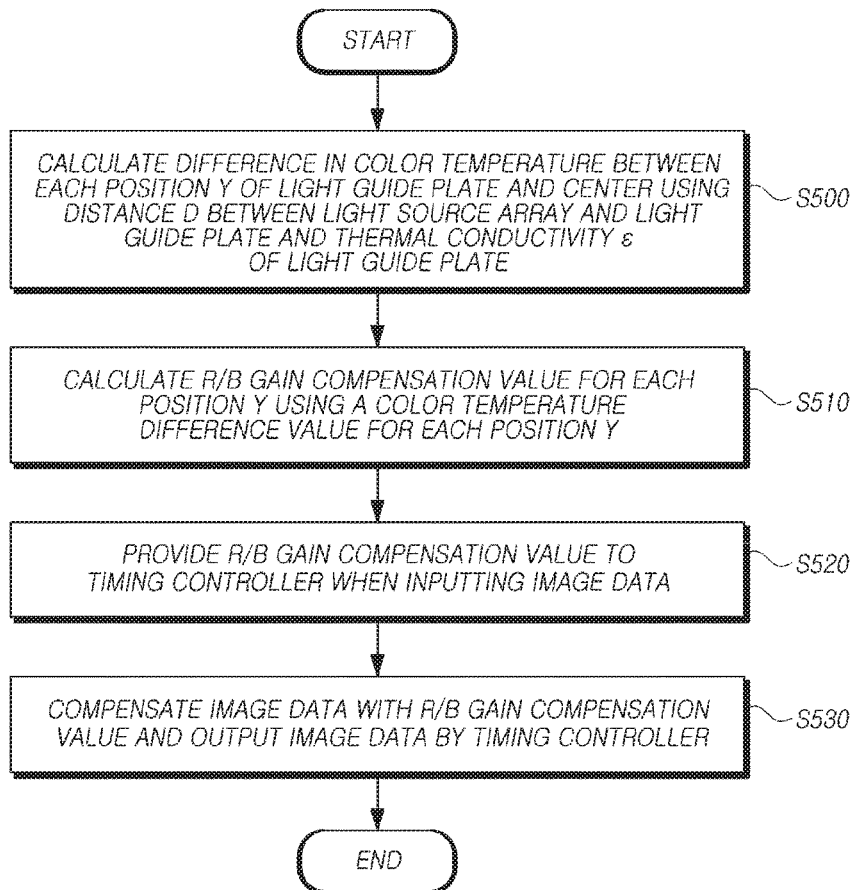 START
CALCULATE DIFFERENCE IN COLOR TEMPERATURE BETWEEN
EACH POSITION Y OF LIGHT GUIDE PLATE AND CENTER USING
DISTANCE D BETWEEN LIGHT SOURCE ARRAY AND LIGHT
GUIDE PLATE AND THERMAL CONDUCTIVITY ε
OF LIGHT GUIDE PLATE
S500
CALCULATE R/B GAIN COMPENSATION VALUE FOR EACH
POSITION Y USING A COLOR TEMPERATURE
DIFFERENCE VALUE FOR EACH POSITION Y
S510
PROVIDE R/B GAIN COMPENSATION VALUE TO
TIMING CONTROLLER WHEN INPUTTING IMAGE DATA
S520
COMPENSATE IMAGE DATA WITH R/B GAIN COMPENSATION
VALUE AND OUTPUT IMAGE DATA BY TIMING CONTROLLER
S530
END